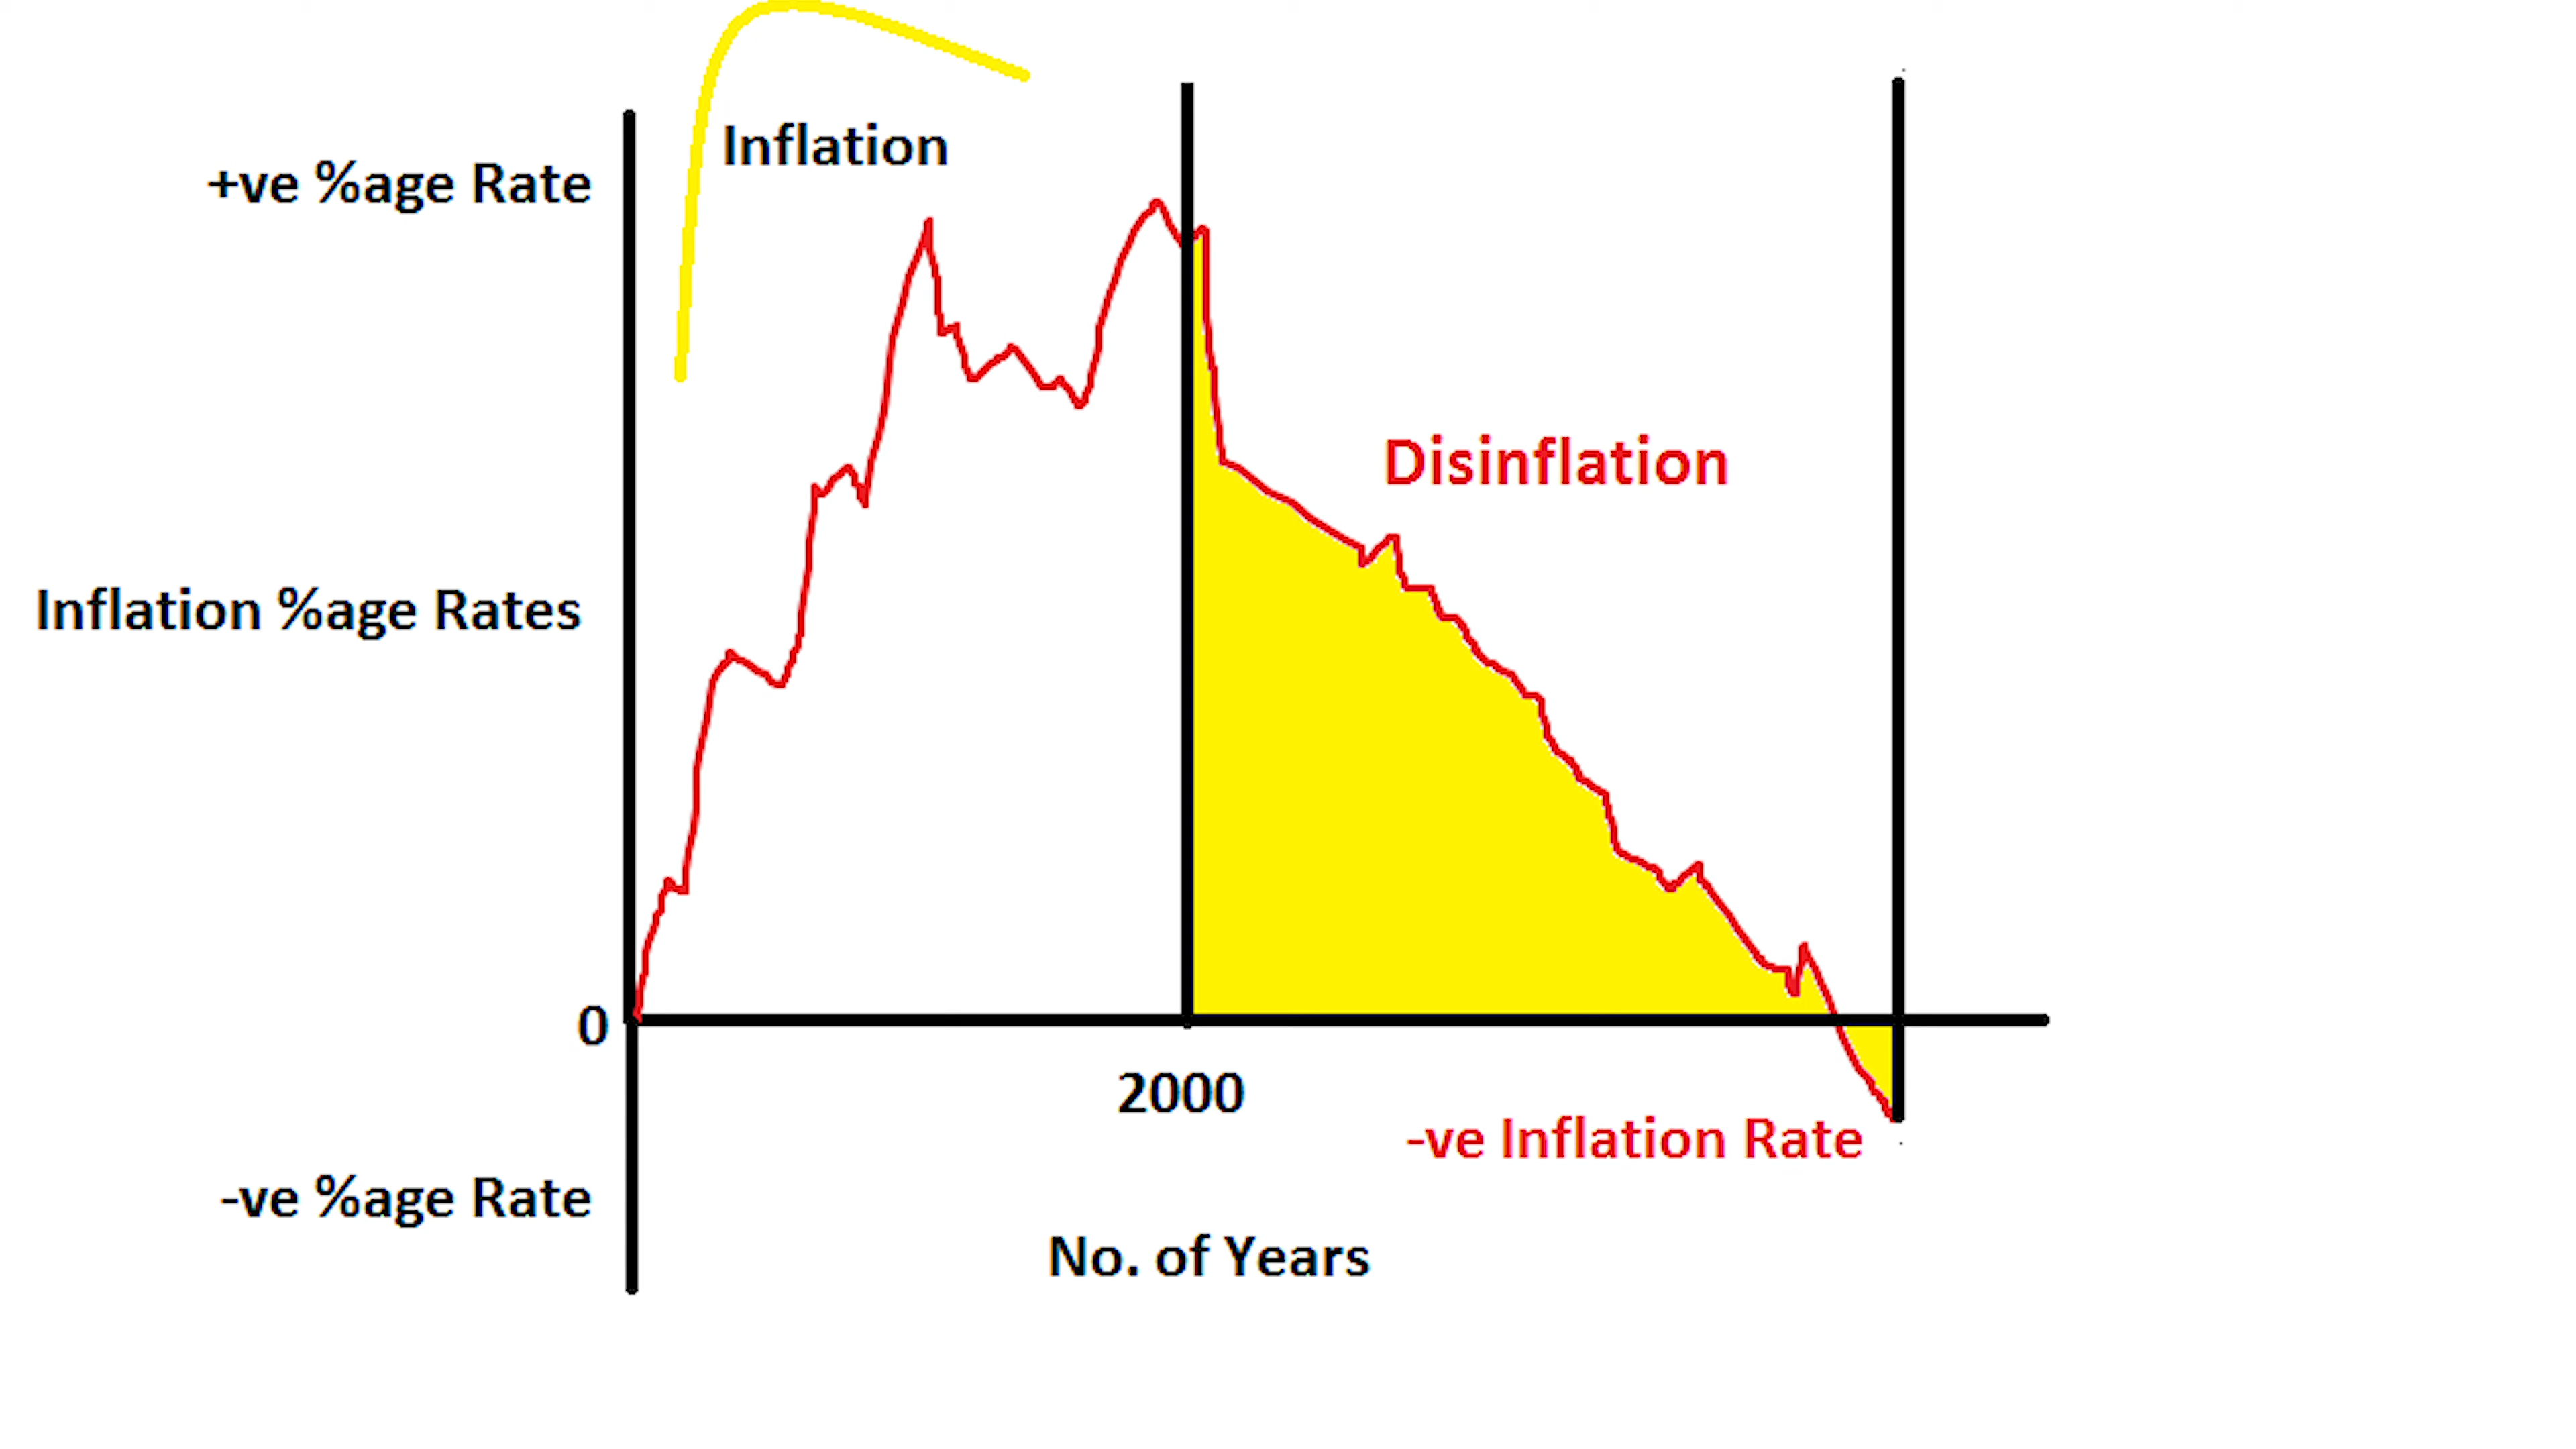 Inflation
+ve %age Rate
Disinflation
Inflation %age Rates
0
2000
-ve Inflation Rate
-ve %age Rate
No. of Years